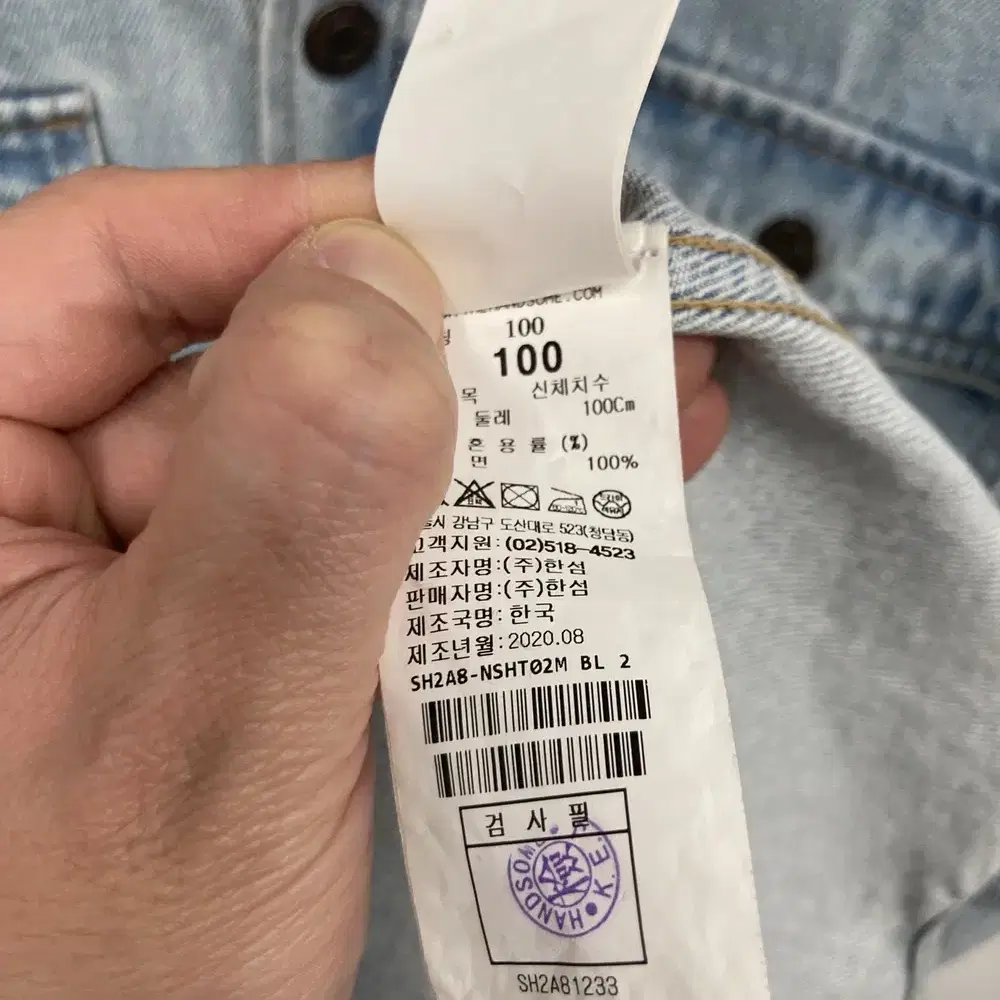 HANDSOME.COM
100
100
목 신체치수
둘레 100Cm
혼 용 률 (%)
면 100%
강남구 도산대로 523(청담동)
고객지원:(02)518-4523
제조자명:(주)한섬
판매자명:(주)한섬
제조국명: 한국
제조년월: 2020.08
SH2A8-NSHT02M BL 2
검 사 필
HANDSOME K.E.
SH2A81233